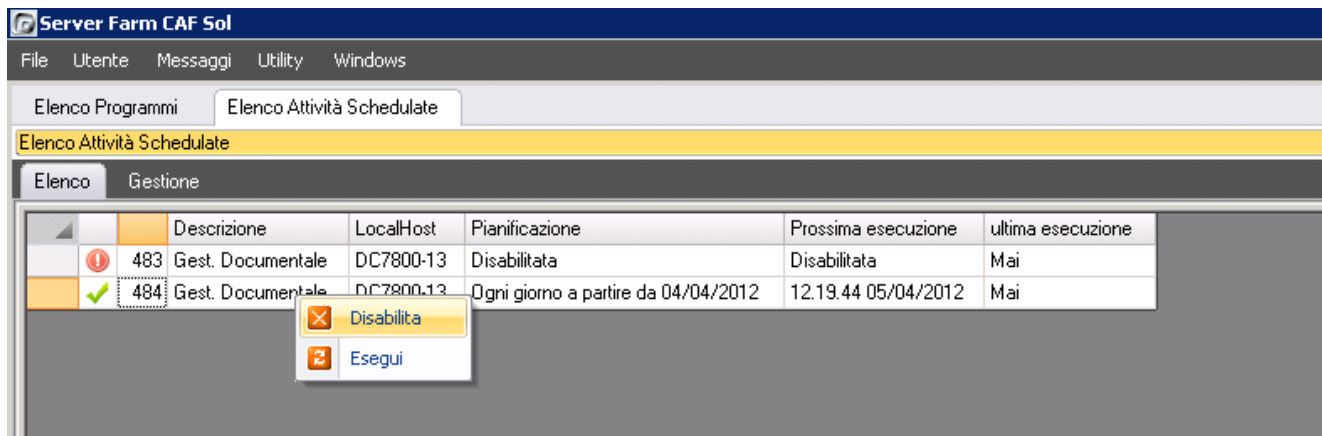 Server Farm CAF Sol
File Utente Messaggi Utility Windows
Elenco Programmi Elenco Attività Schedulate
Elenco Attività Schedulate
Elenco Gestione
Descrizione LocalHost Pianificazione Prossima esecuzione ultima esecuzione
483 Gest. Documentale DC7800-13 Disabilitata Disabilitata Mai
484 Gest. Documentale DC7800-13 Ogni giorno a partire da 04/04/2012 12.19.44 05/04/2012 Mai
Disabilita
Esegui